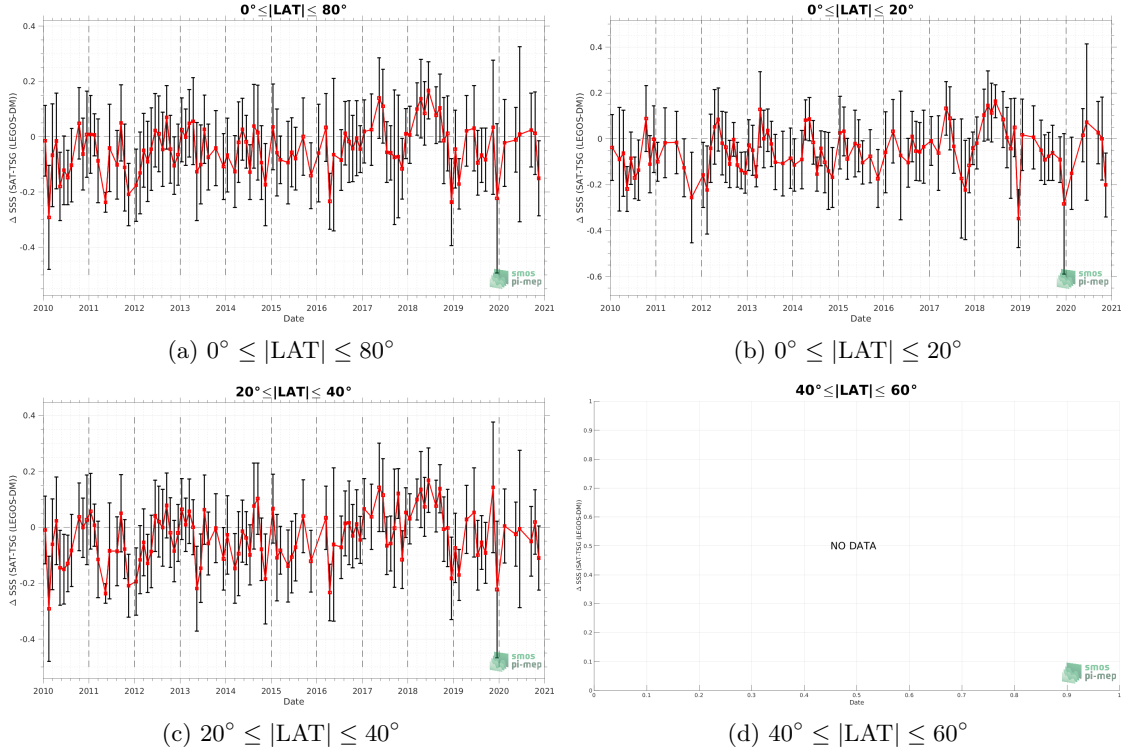 0°≤|LAT|≤ 80°
Δ SSS (SAT-TSG (LEGOS-DM))
0.4
0.2
0
-0.2
-0.4
2010 2011 2012 2013 2014 2015 2016 2017 2018 2019 2020 2021
Date
smos
pi-mep
(a) 0° ≤ |LAT| ≤ 80°
0°≤|LAT|≤ 20°
Δ SSS (SAT-TSG (LEGOS-DM))
0.4
0.2
0
-0.2
-0.4
-0.6
2010 2011 2012 2013 2014 2015 2016 2017 2018 2019 2020 2021
Date
smos
pi-mep
(b) 0° ≤ |LAT| ≤ 20°
20°≤|LAT|≤ 40°
Δ SSS (SAT-TSG (LEGOS-DM))
0.4
0.2
0
-0.2
-0.4
2010 2011 2012 2013 2014 2015 2016 2017 2018 2019 2020 2021
Date
smos
pi-mep
(c) 20° ≤ |LAT| ≤ 40°
40°≤|LAT|≤ 60°
Δ SSS (SAT-TSG (LEGOS-DM))
1
0.9
0.8
0.7
0.6
0.5
0.4
0.3
0.2
0.1
0
NO DATA
0 0.1 0.2 0.3 0.4 0.5 0.6 0.7 0.8 0.9 1
Date
smos
pi-mep
(d) 40° ≤ |LAT| ≤ 60°